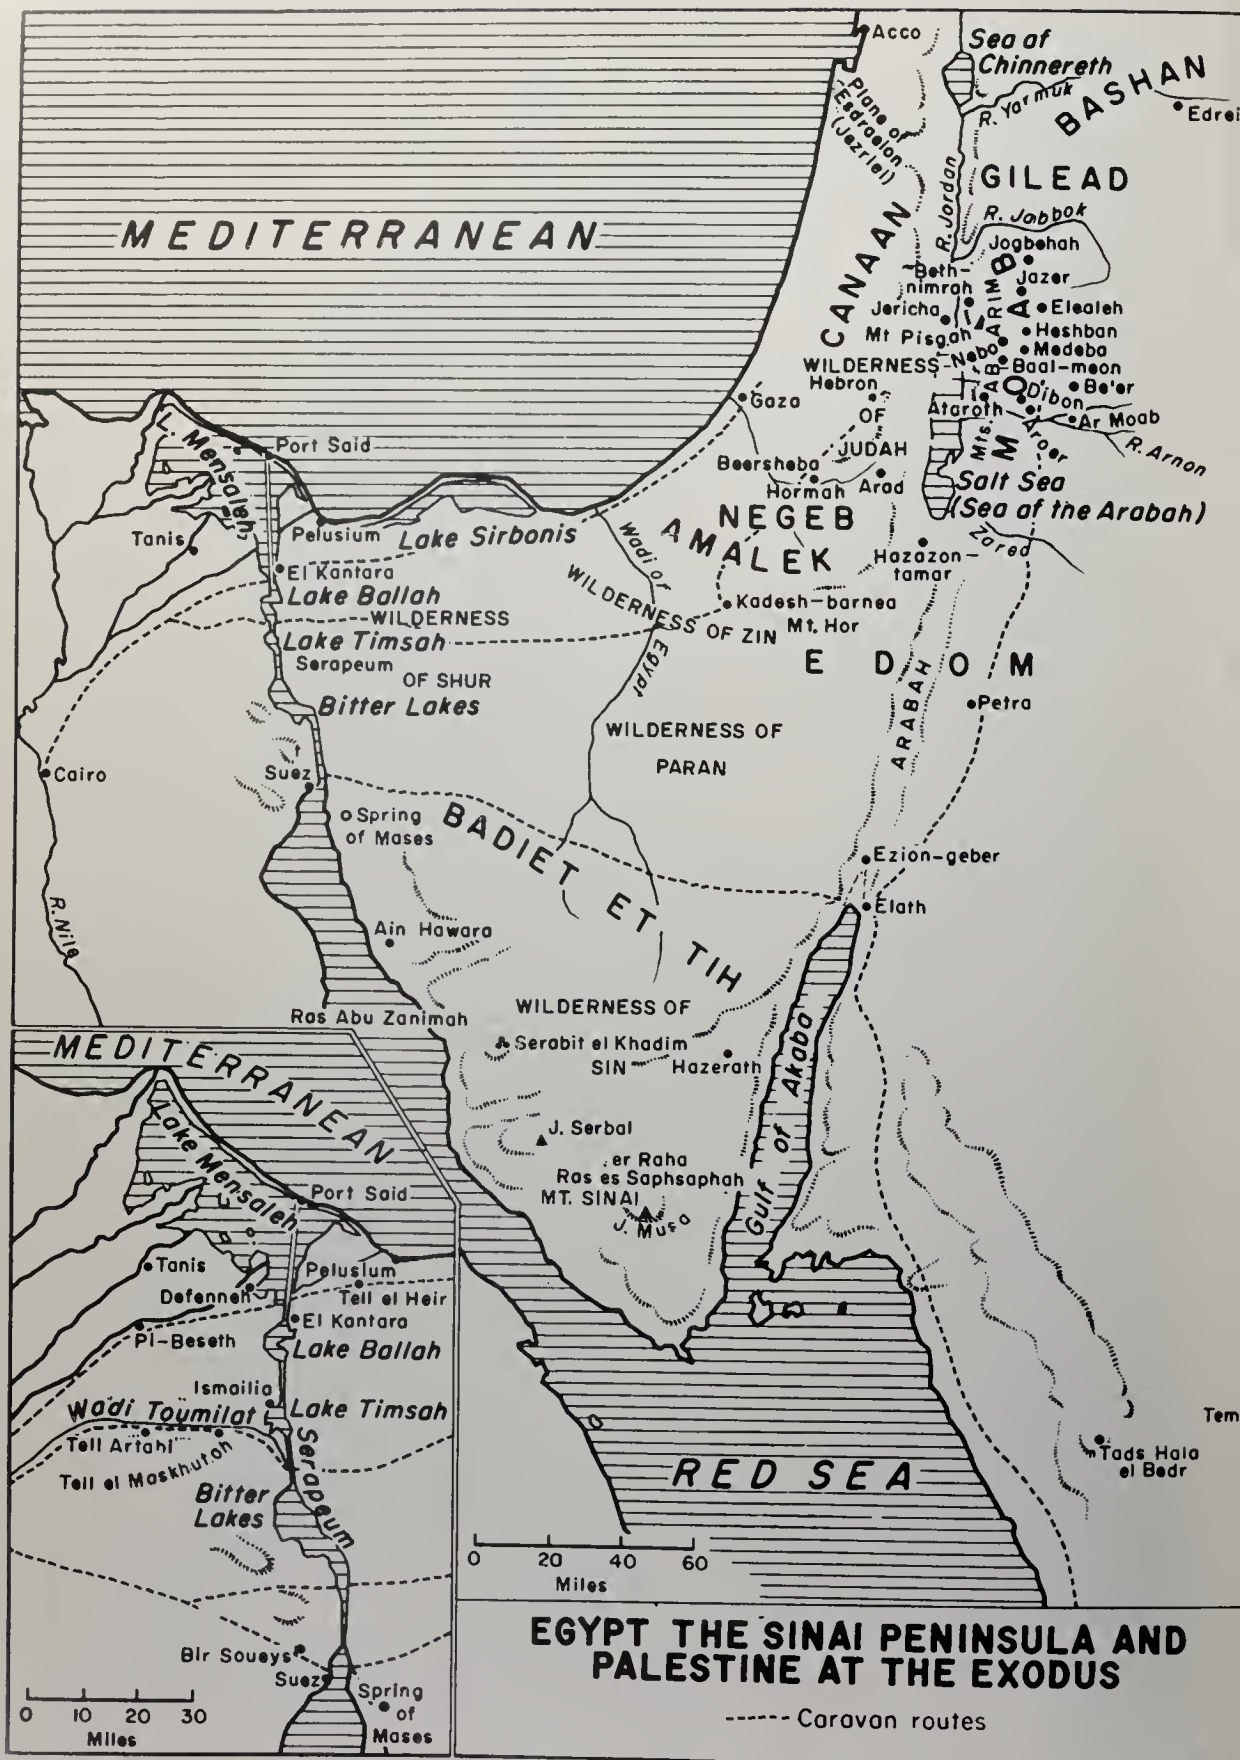 Acco
Sea of
Chinnereth
R. Yarmuk
BASHAN
Edrei
Plane of
Esdraelon
(Jezrlel)
R. Jordan
GILEAD
MEDITERRANEAN
CANAAN
R. Jabbok
Jogbehah
Beth-
nimrah
Jazer
Jericha
Elealeh
Mt Pisgah
Heshban
Nebo
Medeba
WILDERNESS
Baal-meon
Hebron
Be'er
Gaza
OF
Ataroth
D'ibon
Ar Moab
JUDAH
Mts.
ABARIM
MOAB
Aroer
R. Arnon
L. Mensaleh
Port Said
Beersheba
Hormah
Arad
Salt Sea
(Sea of the Arabah)
Tanis
Pelusium
Lake Sirbonis
NEGEB
AMALEK
Zared
Hazazon-
tamar
El Kantara
Lake Ballah
Wadi of
Egypt
WILDERNESS OF ZIN
Kadesh-barnea
Mt. Hor
WILDERNESS
Lake Timsah
Serapeum
OF SHUR
Bitter Lakes
EDOM
ARABAH
Petra
WILDERNESS OF
PARAN
Cairo
Suez
Spring
of Mases
BADIET ET TIH
Ezion-geber
Elath
R. Nile
Ain Hawara
Ras Abu Zanimah
WILDERNESS OF
SIN
Serabit el Khadim
Hazerath
Gulf of Akaba
J. Serbal
er Raha
Ras es Saphsaphah
MT. SINAI
J. Musa
RED SEA
Tem
Tads Hala
el Bedr
0 20 40 60
Miles
MEDITERRANEAN
Lake Mensaleh
Port Said
Tanis
Pelusium
Defenneh
Tell el Heir
El Kantara
Pi-Beseth
Lake Ballah
Ismailia
Wadi Toumilat
Lake Timsah
Tell Artahi
Tell el Maskhutah
Serapeum
Bitter
Lakes
Bir Soueys
Suez
Spring
of
Mases
0 10 20 30
Miles
EGYPT THE SINAI PENINSULA AND
PALESTINE AT THE EXODUS
------ Caravan routes